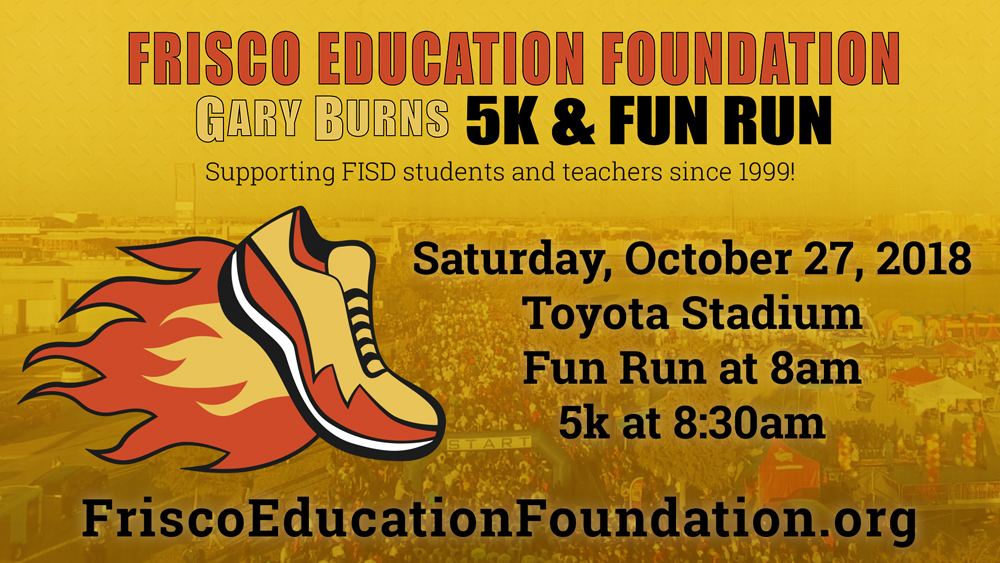 FRISCO EDUCATION FOUNDATION
GARY BURNS 5K & FUN RUN
Supporting FISD students and teachers since 1999!
Saturday, October 27, 2018
Toyota Stadium
Fun Run at 8am
5k at 8:30am
START
FriscoEducationFoundation.org